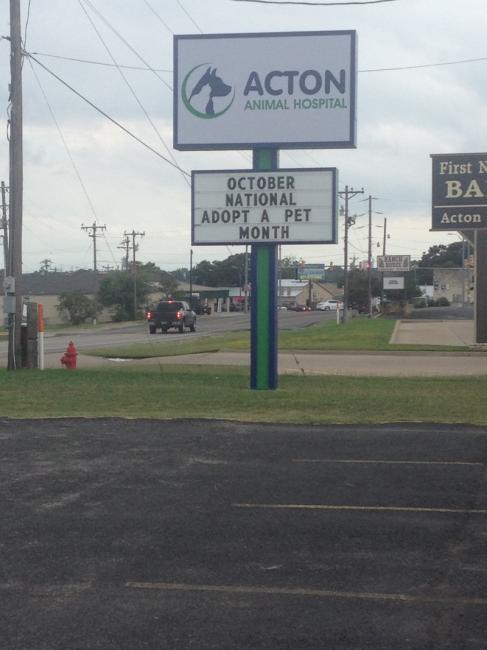 ACTON
ANIMAL HOSPITAL
OCTOBER
NATIONAL
ADOPT A PET
MONTH
First N
BA
Acton